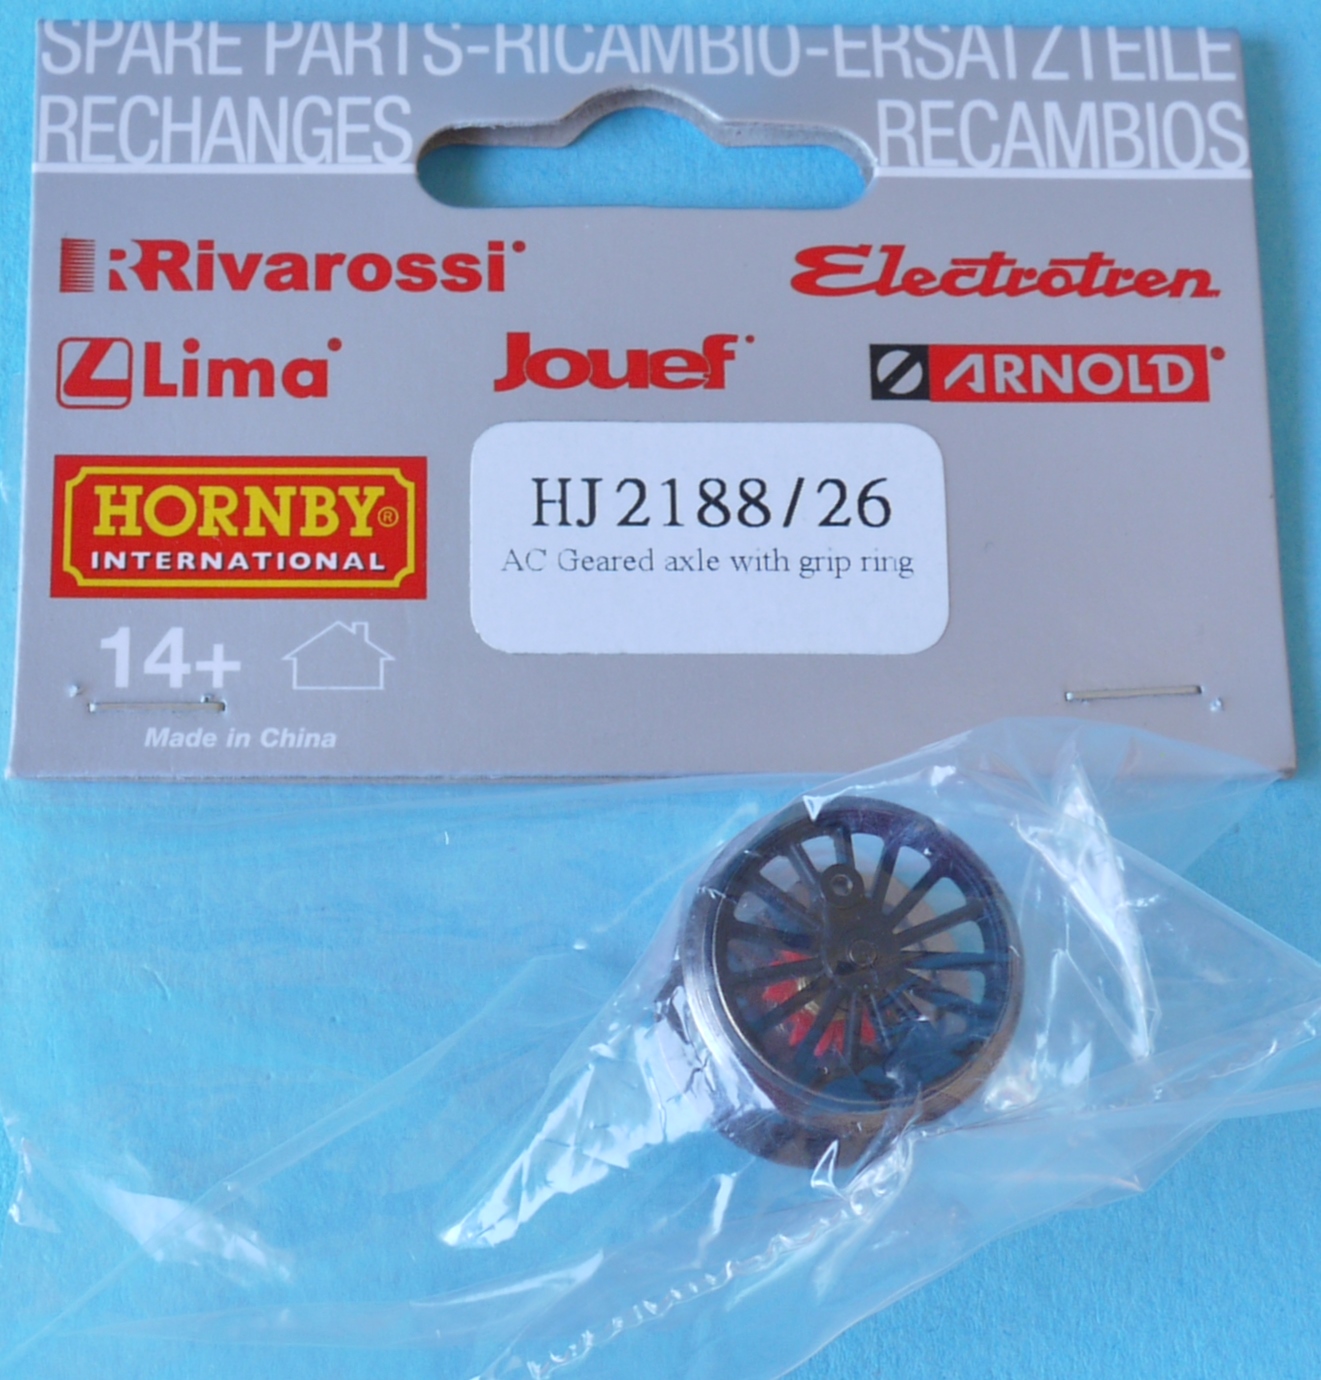 SPARE PARTS-RICAMBIO-ERSATZTEILE
RECHANGES RECAMBIOS
R Rivarossi Electrotren
L Lima Jouef ARNOLD
HORNBY®
INTERNATIONAL
HJ2188/26
AC Geared axle with grip ring
14+
Made in China